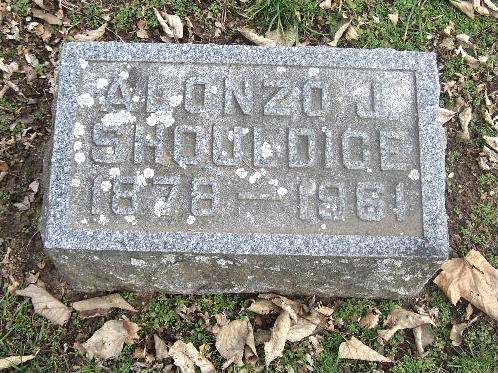 ALONZO J.
SHOULDICE
1878 — 1961